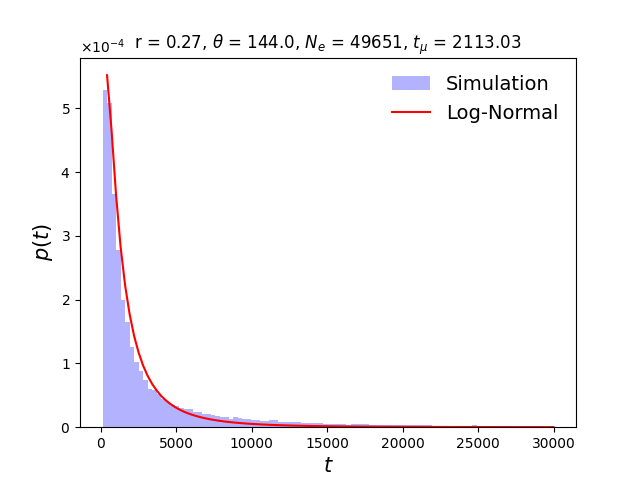 ×10⁻⁴ r = 0.27, θ = 144.0, Nₑ = 49651, t_μ = 2113.03
Simulation
Log-Normal
5
4
3
2
1
0
p(t)
0 5000 10000 15000 20000 25000 30000
t